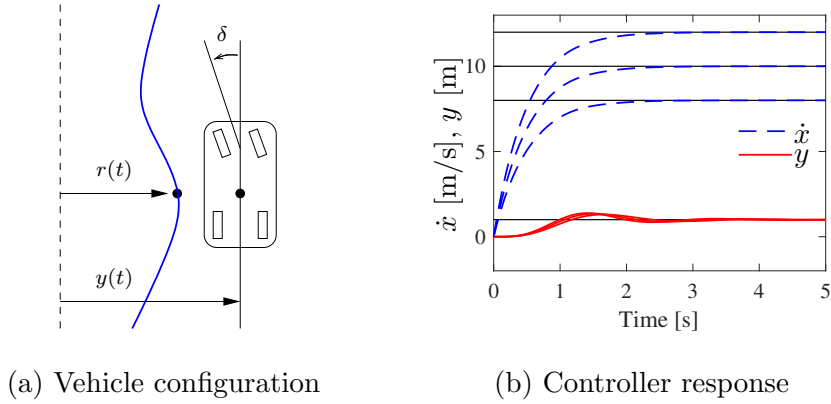 δ
r(t)
y(t)
(a) Vehicle configuration
ẋ [m/s], y [m]
10
5
0
ẋ
y
0 1 2 3 4 5
Time [s]
(b) Controller response